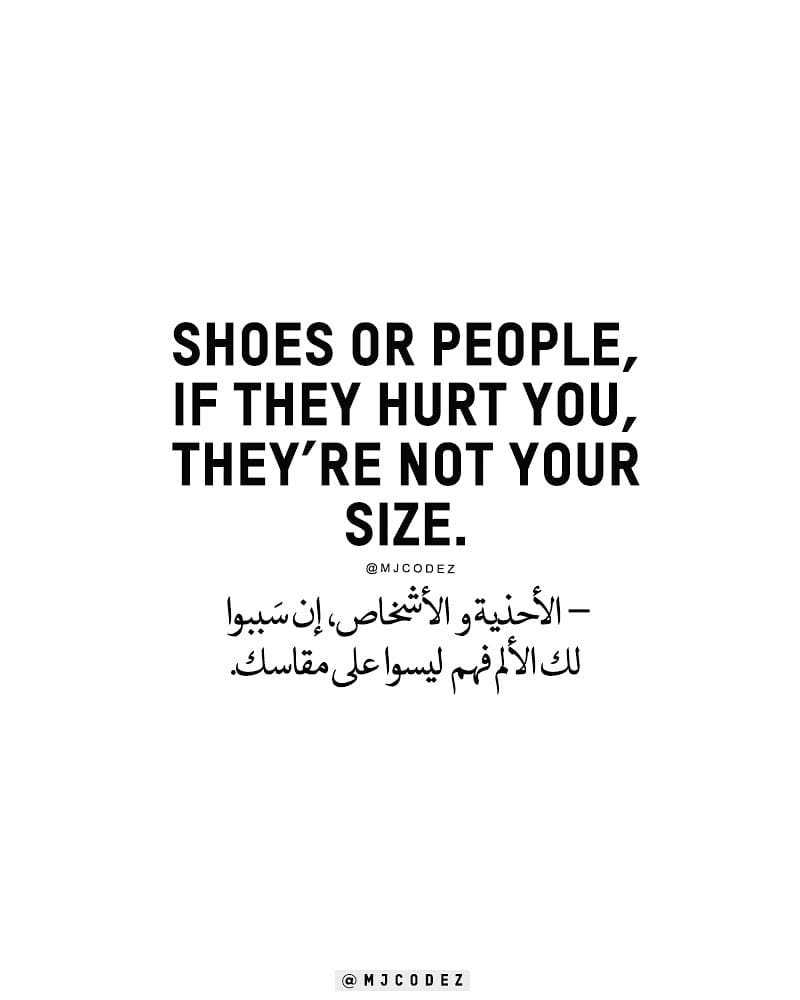 SHOES OR PEOPLE,
IF THEY HURT YOU,
THEY'RE NOT YOUR
SIZE.
@MJCODEZ
– الأحذية و الأشخاص، إن سَببوا
لك الألم فهم ليسوا على مقاسك.
@MJCODEZ